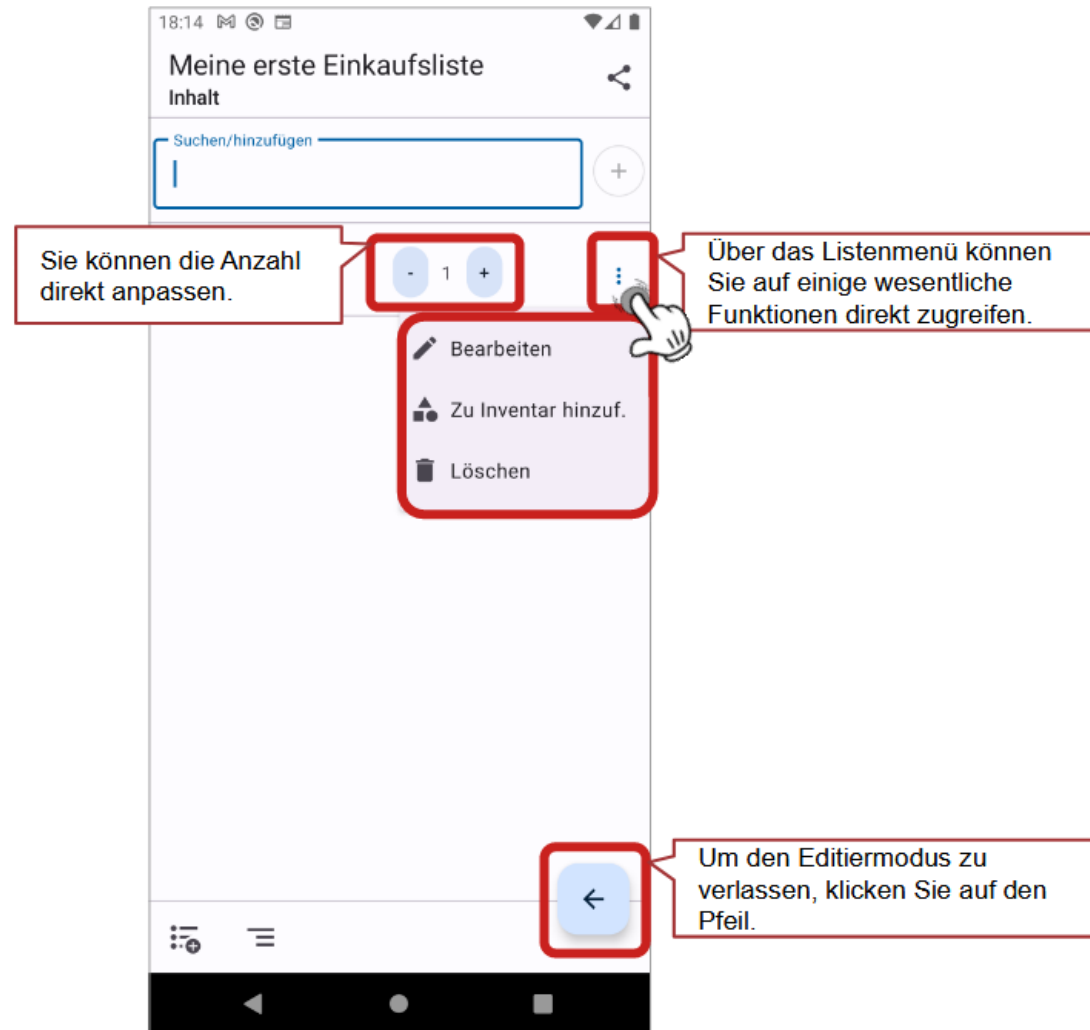 18:14
Meine erste Einkaufsliste
Inhalt
Suchen/hinzufügen
+
Sie können die Anzahl
direkt anpassen.
- 1 +
Über das Listenmenü können
Sie auf einige wesentliche
Funktionen direkt zugreifen.
Bearbeiten
Zu Inventar hinzuf.
Löschen
Um den Editiermodus zu
verlassen, klicken Sie auf den
Pfeil.